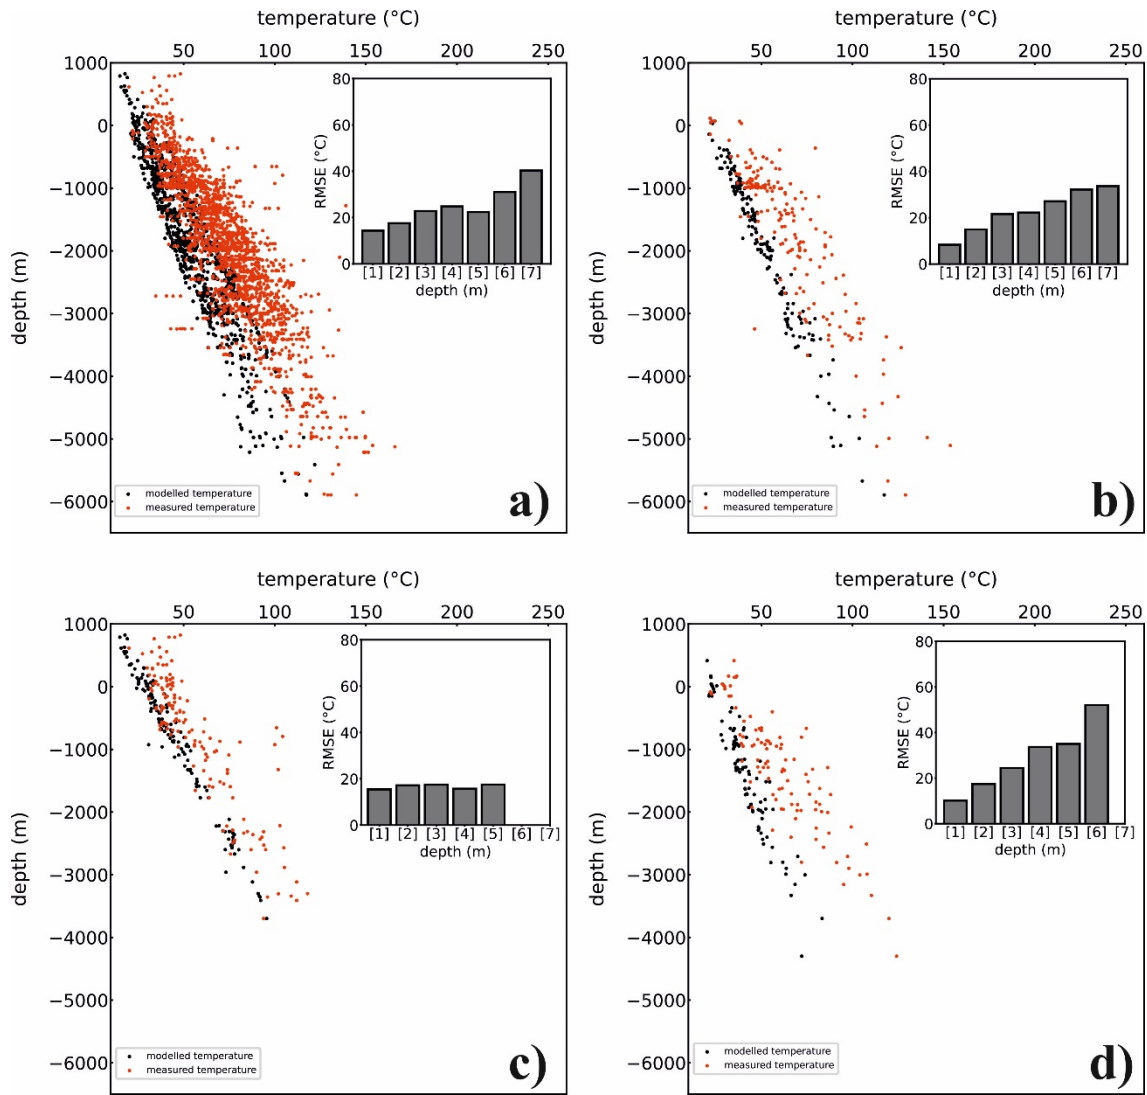 temperature (°C)
50 100 150 200 250
1000
0
−1000
−2000
−3000
−4000
−5000
−6000
depth (m)
80
60
40
20
0
RMSE (°C)
[1] [2] [3] [4] [5] [6] [7]
depth (m)
modelled temperature
measured temperature
a)
temperature (°C)
50 100 150 200 250
1000
0
−1000
−2000
−3000
−4000
−5000
−6000
depth (m)
80
60
40
20
0
RMSE (°C)
[1] [2] [3] [4] [5] [6] [7]
depth (m)
modelled temperature
measured temperature
b)
temperature (°C)
50 100 150 200 250
1000
0
−1000
−2000
−3000
−4000
−5000
−6000
depth (m)
80
60
40
20
0
RMSE (°C)
[1] [2] [3] [4] [5] [6] [7]
depth (m)
modelled temperature
measured temperature
c)
temperature (°C)
50 100 150 200 250
1000
0
−1000
−2000
−3000
−4000
−5000
−6000
depth (m)
80
60
40
20
0
RMSE (°C)
[1] [2] [3] [4] [5] [6] [7]
depth (m)
modelled temperature
measured temperature
d)